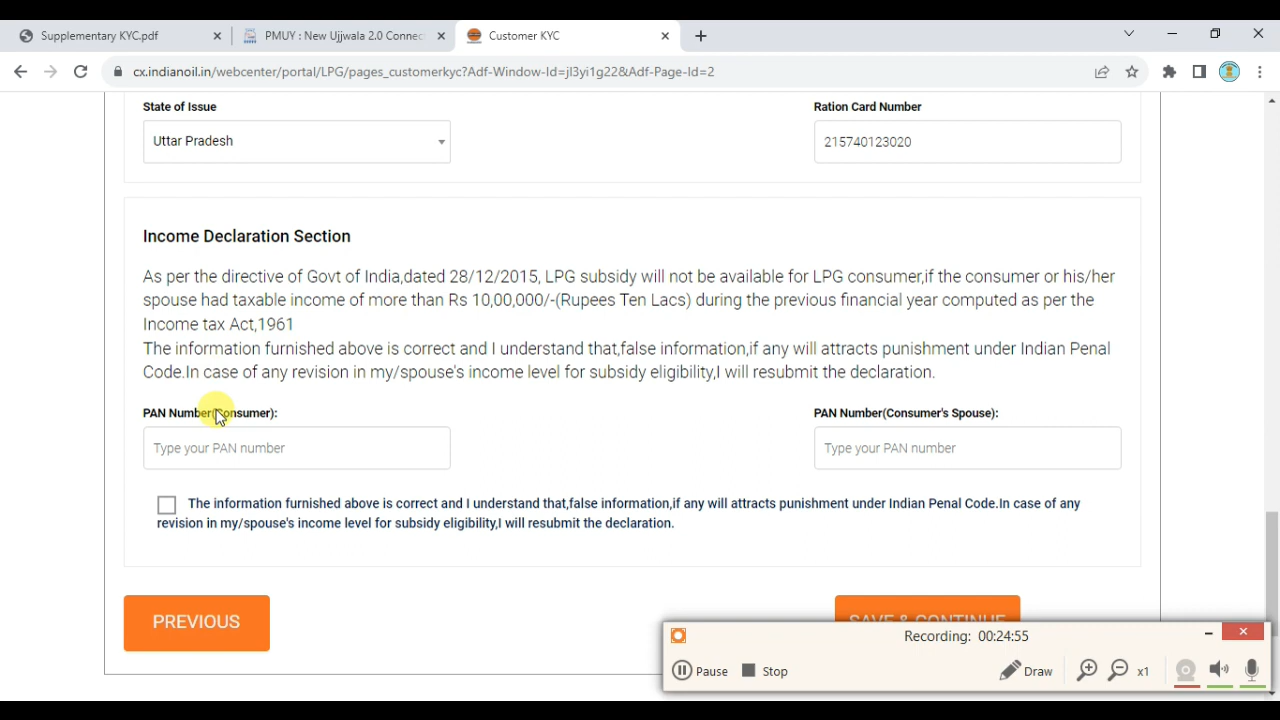 Supplementary KYC.pdf
PMUY : New Ujjwala 2.0 Connec
Customer KYC
cx.indianoil.in/webcenter/portal/LPG/pages_customerkyc?Adf-Window-Id=jl3yi1g22&Adf-Page-Id=2
State of Issue
Ration Card Number
Uttar Pradesh
215740123020
Income Declaration Section
As per the directive of Govt of India,dated 28/12/2015, LPG subsidy will not be available for LPG consumer,if the consumer or his/her
spouse had taxable income of more than Rs 10,00,000/-(Rupees Ten Lacs) during the previous financial year computed as per the
Income tax Act,1961
The information furnished above is correct and I understand that,false information,if any will attracts punishment under Indian Penal
Code.In case of any revision in my/spouse's income level for subsidy eligibility,I will resubmit the declaration.
PAN Number(Consumer):
PAN Number(Consumer's Spouse):
Type your PAN number
Type your PAN number
The information furnished above is correct and I understand that,false information,if any will attracts punishment under Indian Penal Code.In case of any
revision in my/spouse's income level for subsidy eligibility,I will resubmit the declaration.
PREVIOUS
SAVE & CONTINUE
Recording: 00:24:55
Pause
Stop
Draw
x1